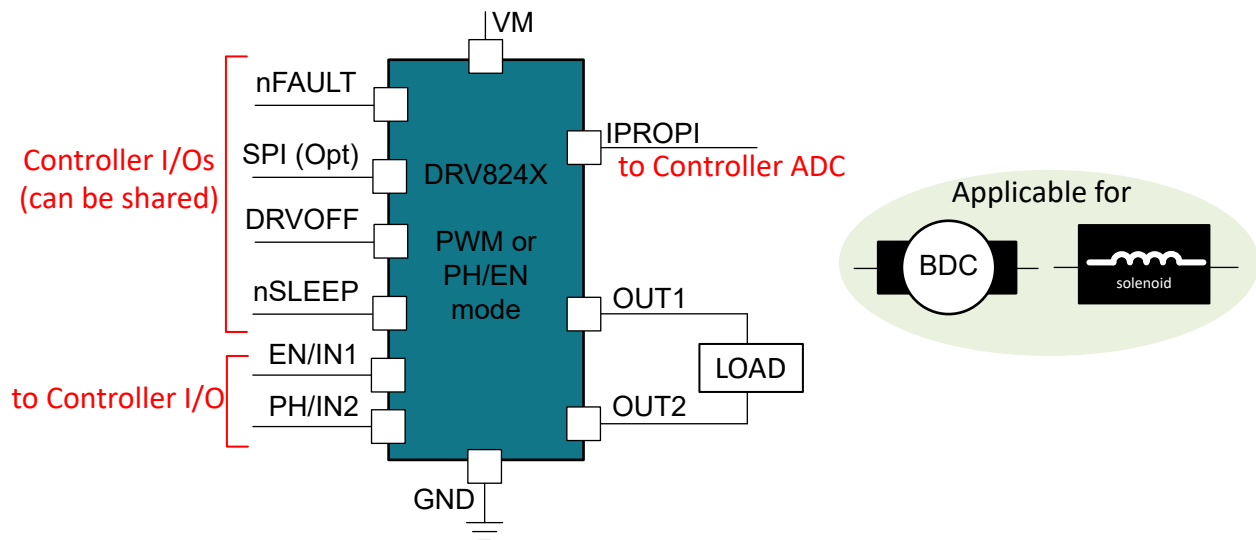 VM
nFAULT
SPI (Opt)
DRVOFF
nSLEEP
Controller I/Os
(can be shared)
EN/IN1
PH/IN2
to Controller I/O
DRV824X
PWM or
PH/EN
mode
IPROPI
to Controller ADC
OUT1
LOAD
OUT2
GND
Applicable for
BDC
solenoid